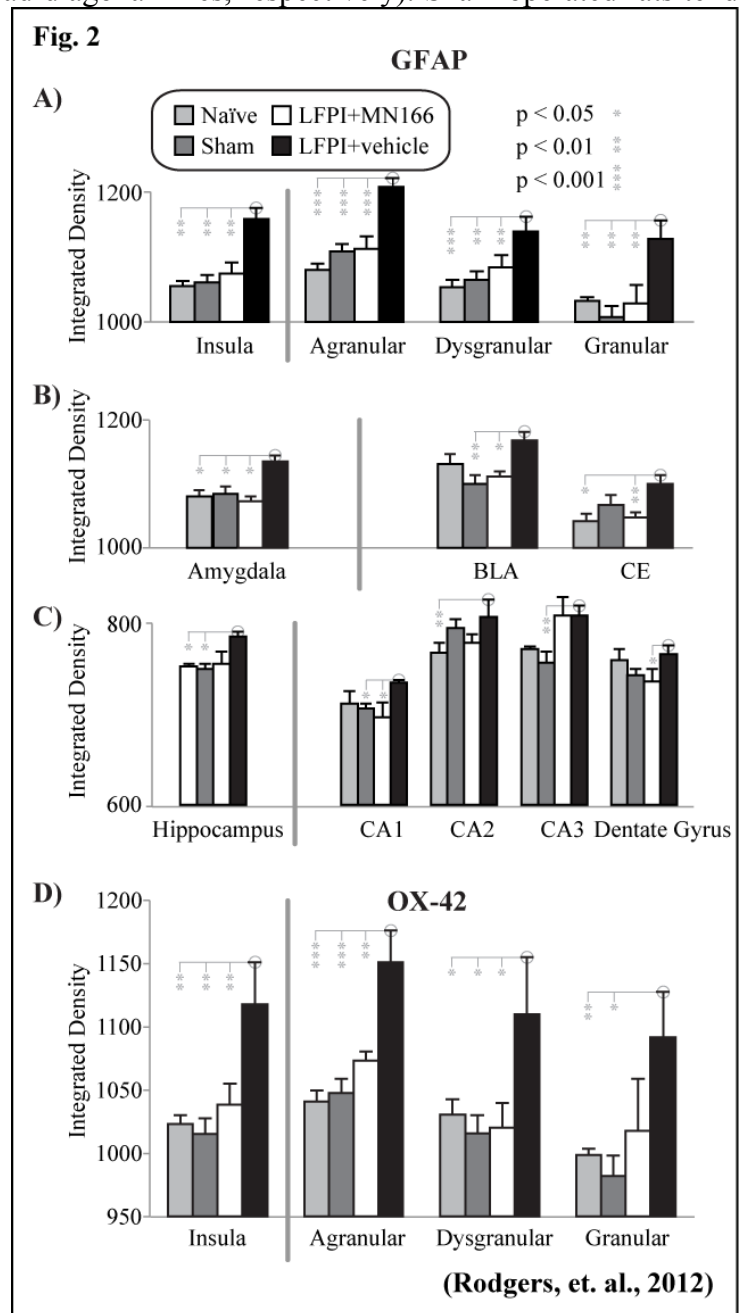 Fig. 2
GFAP
A)
Naïve
LFPI+MN166
Sham
LFPI+vehicle
p < 0.05 *
p < 0.01 **
p < 0.001 ***
Integrated Density
1200
1000
Insula
Agranular
Dysgranular
Granular
B)
Integrated Density
1200
1000
Amygdala
BLA
CE
C)
Integrated Density
800
600
Hippocampus
CA1
CA2
CA3
Dentate Gyrus
D)
OX-42
Integrated Density
1200
1150
1100
1050
1000
950
Insula
Agranular
Dysgranular
Granular
(Rodgers, et. al., 2012)